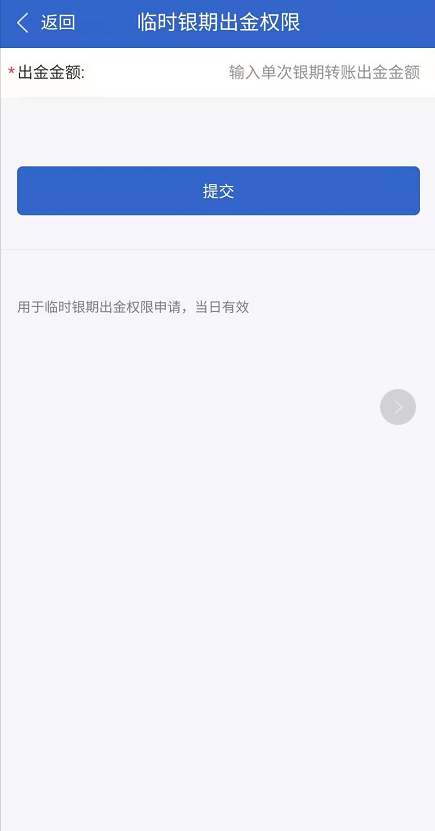 返回 临时银期出金权限
*出金金额: 输入单次银期转账出金金额
提交
用于临时银期出金权限申请，当日有效